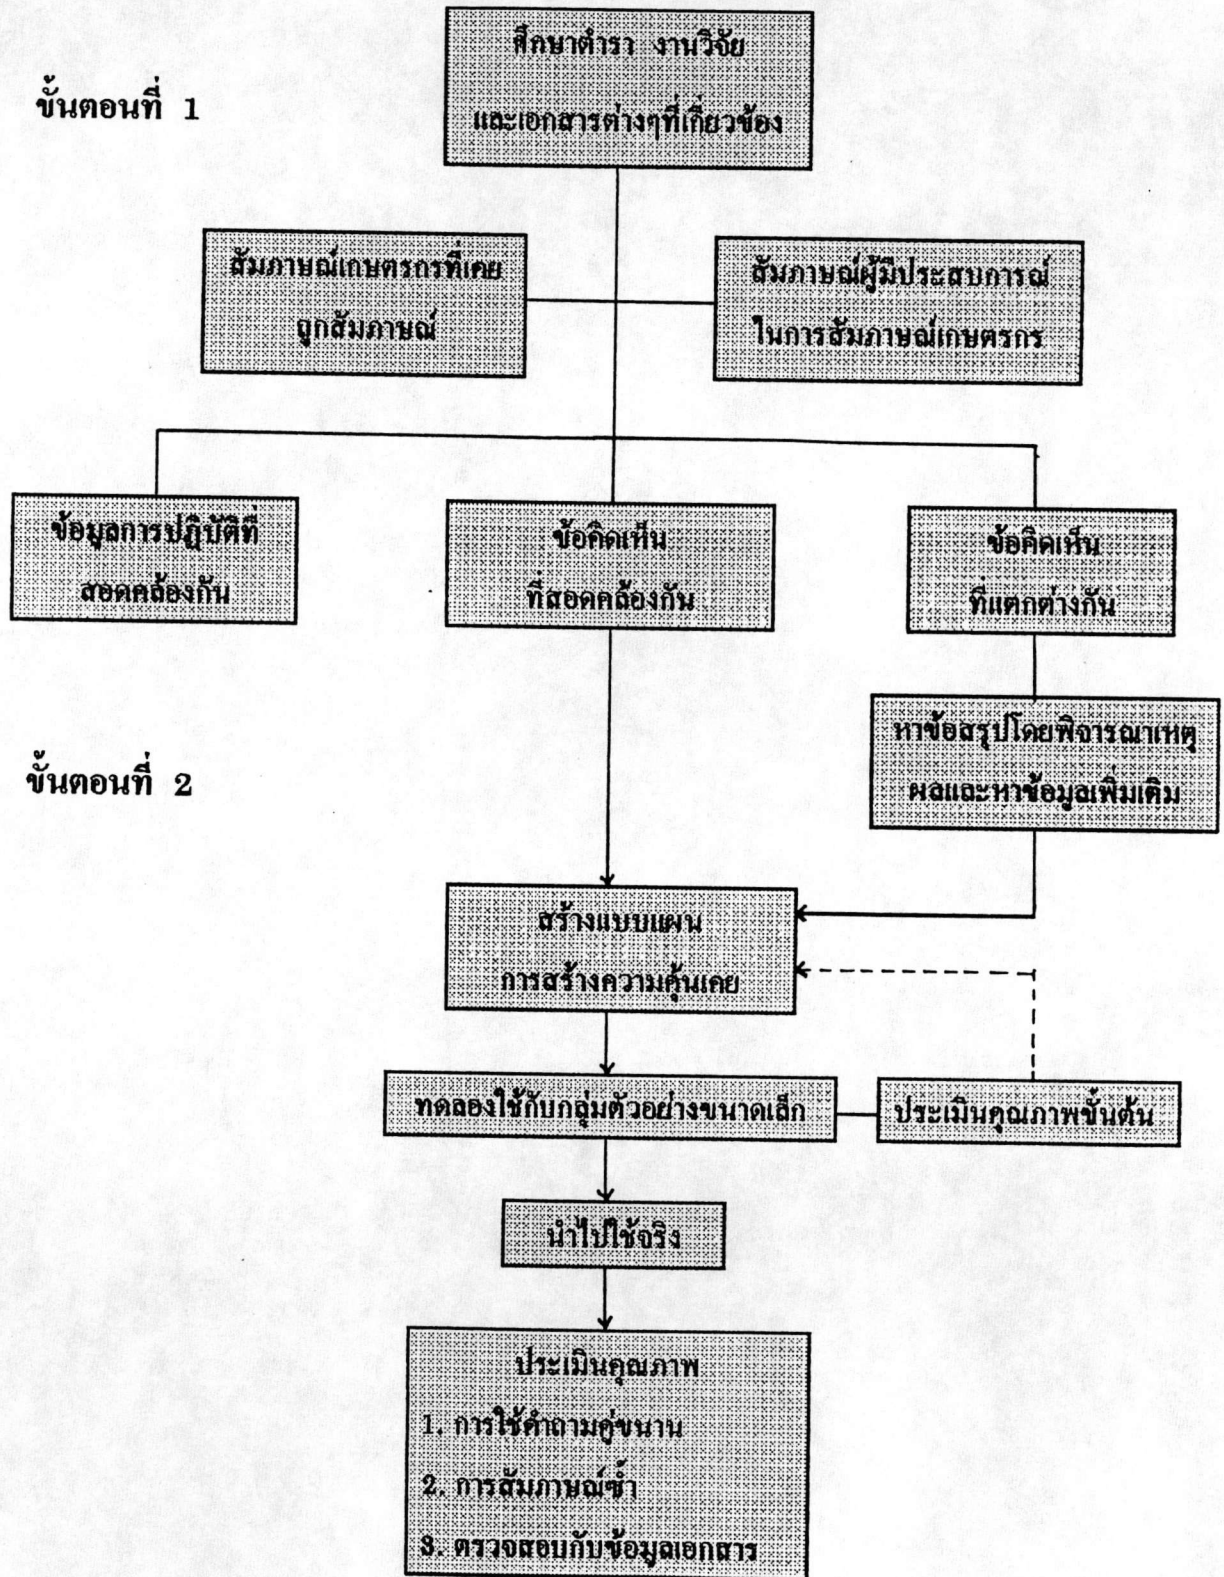 ขั้นตอนที่ 1
ศึกษาตำรา งานวิจัย
และเอกสารต่างๆที่เกี่ยวข้อง
สัมภาษณ์เกษตรกรที่เคย
ถูกสัมภาษณ์
สัมภาษณ์ผู้มีประสบการณ์
ในการสัมภาษณ์เกษตรกร
ข้อมูลการปฏิบัติที่
สอดคล้องกัน
ข้อคิดเห็น
ที่สอดคล้องกัน
ข้อคิดเห็น
ที่แตกต่างกัน
ขั้นตอนที่ 2
หาข้อสรุปโดยพิจารณาเหตุ
ผลและหาข้อมูลเพิ่มเติม
สร้างแบบแผน
การสร้างความคุ้นเคย
ทดลองใช้กับกลุ่มตัวอย่างขนาดเล็ก
ประเมินคุณภาพขั้นต้น
นำไปใช้จริง
ประเมินคุณภาพ
1. การใช้คำถามคู่ขนาน
2. การสัมภาษณ์ซ้ำ
3. ตรวจสอบกับข้อมูลเอกสาร